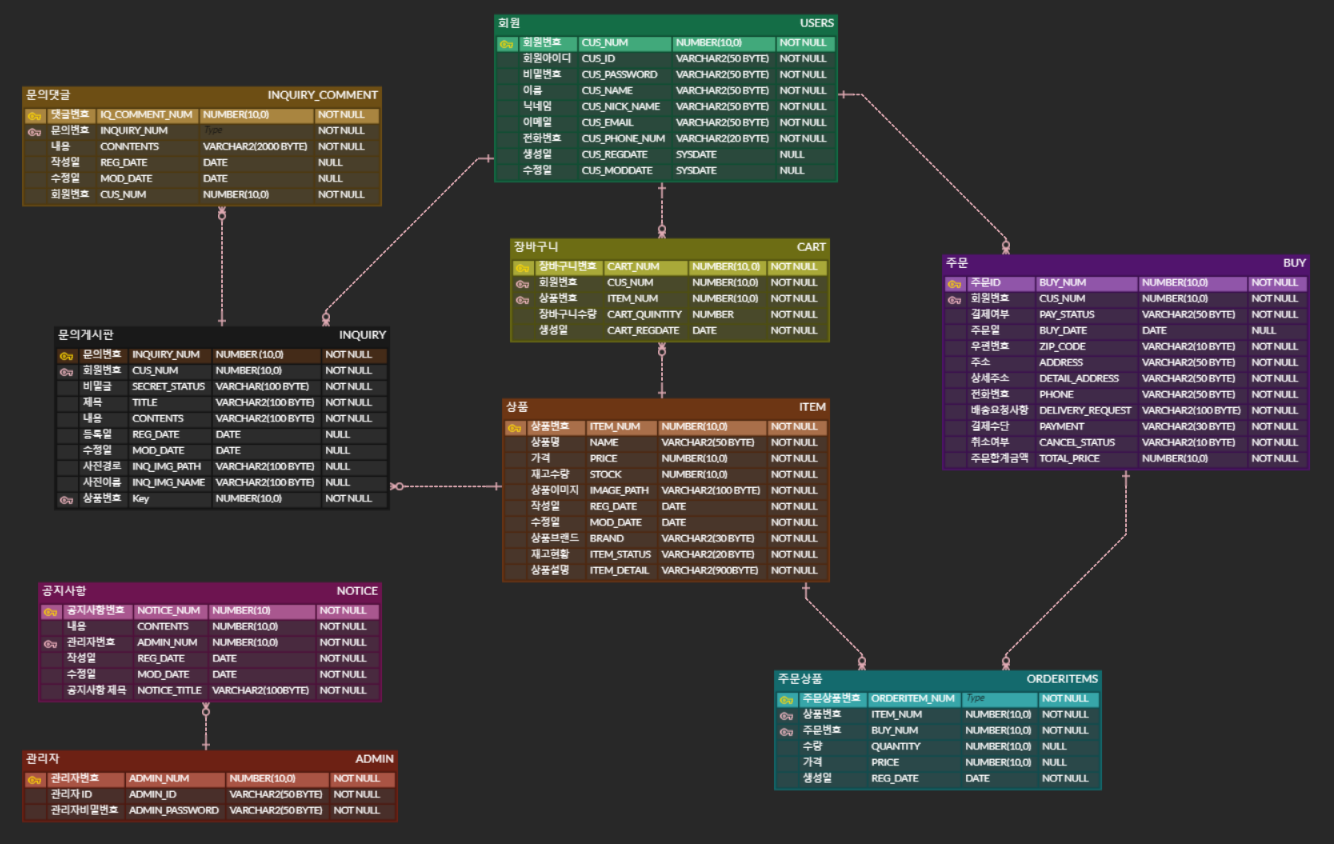 회원 USERS
회원번호 CUS_NUM NUMBER(10,0) NOT NULL
회원아이디 CUS_ID VARCHAR2(50 BYTE) NOT NULL
비밀번호 CUS_PASSWORD VARCHAR2(50 BYTE) NOT NULL
이름 CUS_NAME VARCHAR2(50 BYTE) NOT NULL
닉네임 CUS_NICK_NAME VARCHAR2(50 BYTE) NOT NULL
이메일 CUS_EMAIL VARCHAR2(50 BYTE) NOT NULL
전화번호 CUS_PHONE_NUM VARCHAR2(20 BYTE) NOT NULL
생성일 CUS_REGDATE SYSDATE NULL
수정일 CUS_MODDATE SYSDATE NULL
문의댓글 INQUIRY_COMMENT
댓글번호 IQ_COMMENT_NUM NUMBER(10,0) NOT NULL
문의번호 INQUIRY_NUM Type NOT NULL
내용 CONNTENTS VARCHAR2(2000 BYTE) NOT NULL
작성일 REG_DATE DATE NULL
수정일 MOD_DATE DATE NULL
회원번호 CUS_NUM NUMBER(10,0) NOT NULL
장바구니 CART
장바구니번호 CART_NUM NUMBER(10, 0) NOT NULL
회원번호 CUS_NUM NUMBER(10,0) NOT NULL
상품번호 ITEM_NUM NUMBER(10,0) NOT NULL
장바구니수량 CART_QUINTITY NUMBER NOT NULL
생성일 CART_REGDATE DATE NOT NULL
주문 BUY
주문ID BUY_NUM NUMBER(10,0) NOT NULL
회원번호 CUS_NUM NUMBER(10,0) NOT NULL
결제여부 PAY_STATUS VARCHAR2(50 BYTE) NOT NULL
주문일 BUY_DATE DATE NULL
우편번호 ZIP_CODE VARCHAR2(10 BYTE) NOT NULL
주소 ADDRESS VARCHAR2(50 BYTE) NOT NULL
상세주소 DETAIL_ADDRESS VARCHAR2(50 BYTE) NOT NULL
전화번호 PHONE VARCHAR2(50 BYTE) NOT NULL
배송요청사항 DELIVERY_REQUEST VARCHAR2(100 BYTE) NOT NULL
결제수단 PAYMENT VARCHAR2(30 BYTE) NOT NULL
취소여부 CANCEL_STATUS VARCHAR2(10 BYTE) NOT NULL
주문합계금액 TOTAL_PRICE NUMBER(10,0) NOT NULL
문의게시판 INQUIRY
문의번호 INQUIRY_NUM NUMBER (10,0) NOT NULL
회원번호 CUS_NUM NUMBER(10,0) NOT NULL
비밀글 SECRET_STATUS VARCHAR(100 BYTE) NOT NULL
제목 TITLE VARCHAR2(100 BYTE) NOT NULL
내용 CONTENTS VARCHAR2(100 BYTE) NOT NULL
등록일 REG_DATE DATE NULL
수정일 MOD_DATE DATE NULL
사진경로 INQ_IMG_PATH VARCHAR2(100 BYTE) NULL
사진이름 INQ_IMG_NAME VARCHAR2(100 BYTE) NULL
상품번호 Key NUMBER(10,0) NOT NULL
상품 ITEM
상품번호 ITEM_NUM NUMBER(10,0) NOT NULL
상품명 NAME VARCHAR2(50 BYTE) NOT NULL
가격 PRICE NUMBER(10,0) NOT NULL
재고수량 STOCK NUMBER(10,0) NOT NULL
상품이미지 IMAGE_PATH VARCHAR2(100 BYTE) NOT NULL
작성일 REG_DATE DATE NOT NULL
수정일 MOD_DATE DATE NOT NULL
상품브랜드 BRAND VARCHAR2(30 BYTE) NOT NULL
재고현황 ITEM_STATUS VARCHAR2(20 BYTE) NOT NULL
상품설명 ITEM_DETAIL VARCHAR2(900BYTE) NOT NULL
공지사항 NOTICE
공지사항번호 NOTICE_NUM NUMBER(10) NOT NULL
내용 CONTENTS NUMBER(10,0) NOT NULL
관리자번호 ADMIN_NUM NUMBER(10,0) NOT NULL
작성일 REG_DATE DATE NOT NULL
수정일 MOD_DATE DATE NOT NULL
공지사항 제목 NOTICE_TITLE VARCHAR2(100BYTE) NOT NULL
주문상품 ORDERITEMS
주문상품번호 ORDERITEM_NUM Type NOT NULL
상품번호 ITEM_NUM NUMBER(10,0) NOT NULL
주문번호 BUY_NUM NUMBER(10,0) NOT NULL
수량 QUANTITY NUMBER(10,0) NULL
가격 PRICE NUMBER(10,0) NULL
생성일 REG_DATE DATE NOT NULL
관리자 ADMIN
관리자번호 ADMIN_NUM NUMBER(10,0) NOT NULL
관리자 ID ADMIN_ID VARCHAR2(50 BYTE) NOT NULL
관리자비밀번호 ADMIN_PASSWORD VARCHAR2(50 BYTE) NOT NULL